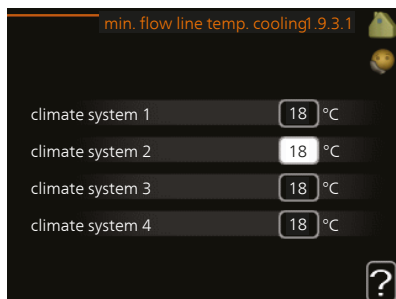 min. flow line temp. cooling1.9.3.1
climate system 1 18 °C
climate system 2 18 °C
climate system 3 18 °C
climate system 4 18 °C
?